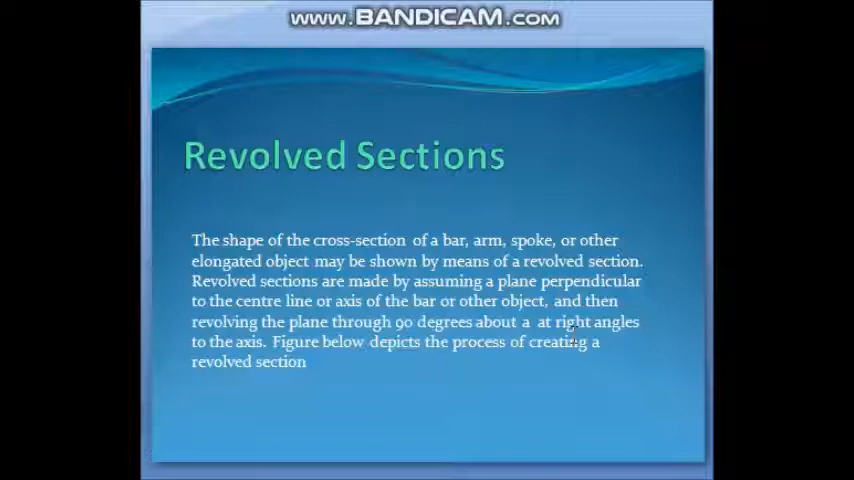 www.BANDICAM.com
Revolved Sections
The shape of the cross-section of a bar, arm, spoke, or other
elongated object may be shown by means of a revolved section.
Revolved sections are made by assuming a plane perpendicular
to the centre line or axis of the bar or other object, and then
revolving the plane through 90 degrees about a at right angles
to the axis. Figure below depicts the process of creating a
revolved section